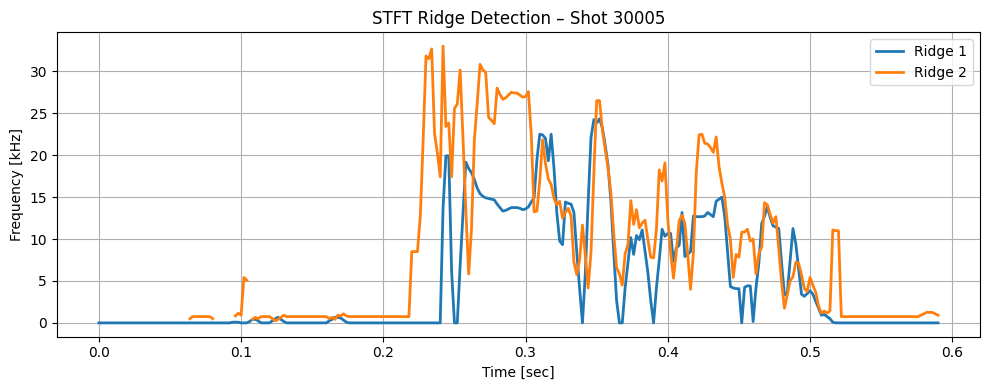 STFT Ridge Detection – Shot 30005
Frequency [kHz]
30
25
20
15
10
5
0
Ridge 1
Ridge 2
0.0 0.1 0.2 0.3 0.4 0.5 0.6
Time [sec]